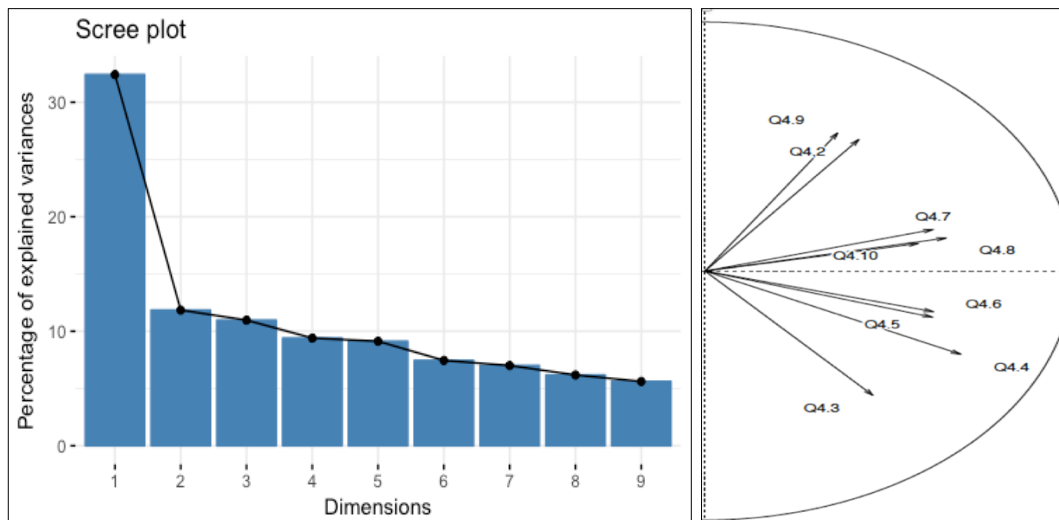 Scree plot
Percentage of explained variances
30
20
10
0
1 2 3 4 5 6 7 8 9
Dimensions
Q4.9
Q4.2
Q4.7
Q4.8
Q4.10
Q4.6
Q4.5
Q4.4
Q4.3